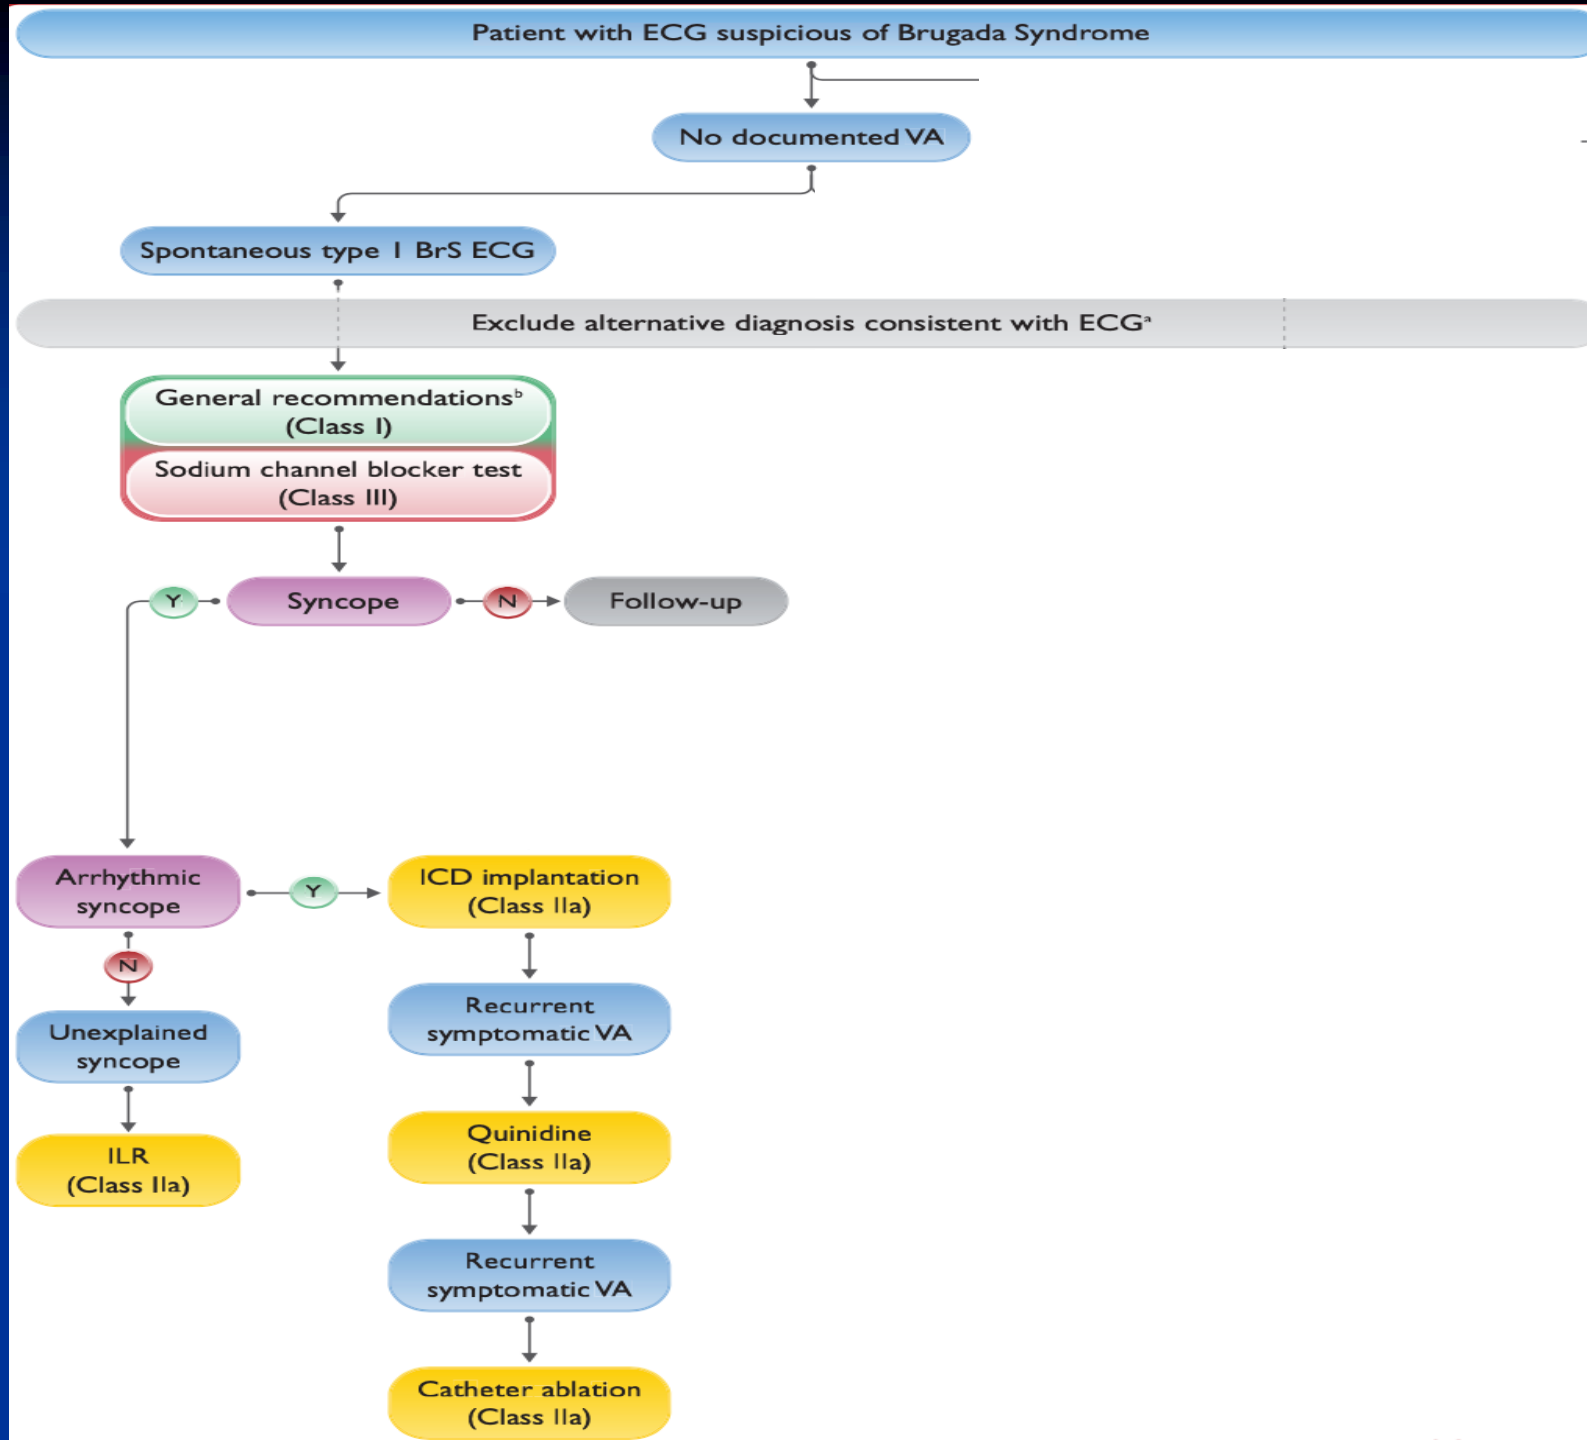 Patient with ECG suspicious of Brugada Syndrome
No documented VA
Spontaneous type 1 BrS ECG
Exclude alternative diagnosis consistent with ECGᵃ
General recommendationsᵇ
(Class I)
Sodium channel blocker test
(Class III)
Y
Syncope
N
Follow-up
Arrhythmic
syncope
Y
ICD implantation
(Class IIa)
N
Recurrent
symptomatic VA
Unexplained
syncope
Quinidine
(Class IIa)
ILR
(Class IIa)
Recurrent
symptomatic VA
Catheter ablation
(Class IIa)